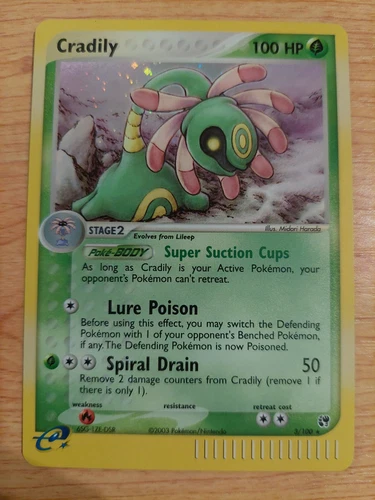 Cradily
100 HP
Illus. Midori Harada
STAGE2
Evolves from Lileep
Poké-BODY Super Suction Cups
As long as Cradily is your Active Pokémon, your
opponent's Pokémon can't retreat.
Lure Poison
Before using this effect, you may switch the Defending
Pokémon with 1 of your opponent's Benched Pokémon,
if any. The Defending Pokémon is now Poisoned.
Spiral Drain 50
Remove 2 damage counters from Cradily (remove 1 if
there is only 1).
weakness resistance retreat cost
©2003 Pokémon/Nintendo
3/100 ★
e